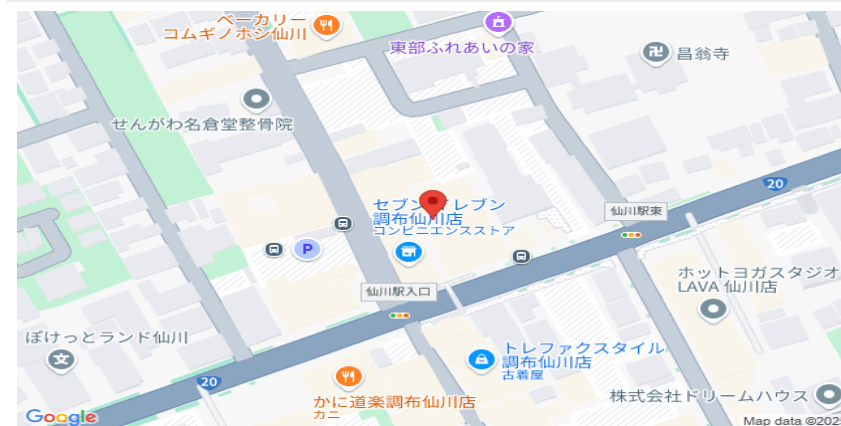 ベーカリー
コムギノホシ仙川
東部ふれあいの家
昌翁寺
せんがわ名倉堂整骨院
20
セブン-イレブン
調布仙川店
コンビニエンスストア
仙川駅東
P
仙川駅入口
ホットヨガスタジオ
LAVA 仙川店
ぽけっとランド仙川
文
トレファクスタイル
調布仙川店
古着屋
20
かに道楽調布仙川店
カニ
株式会社ドリームハウス
Google
Map data ©202